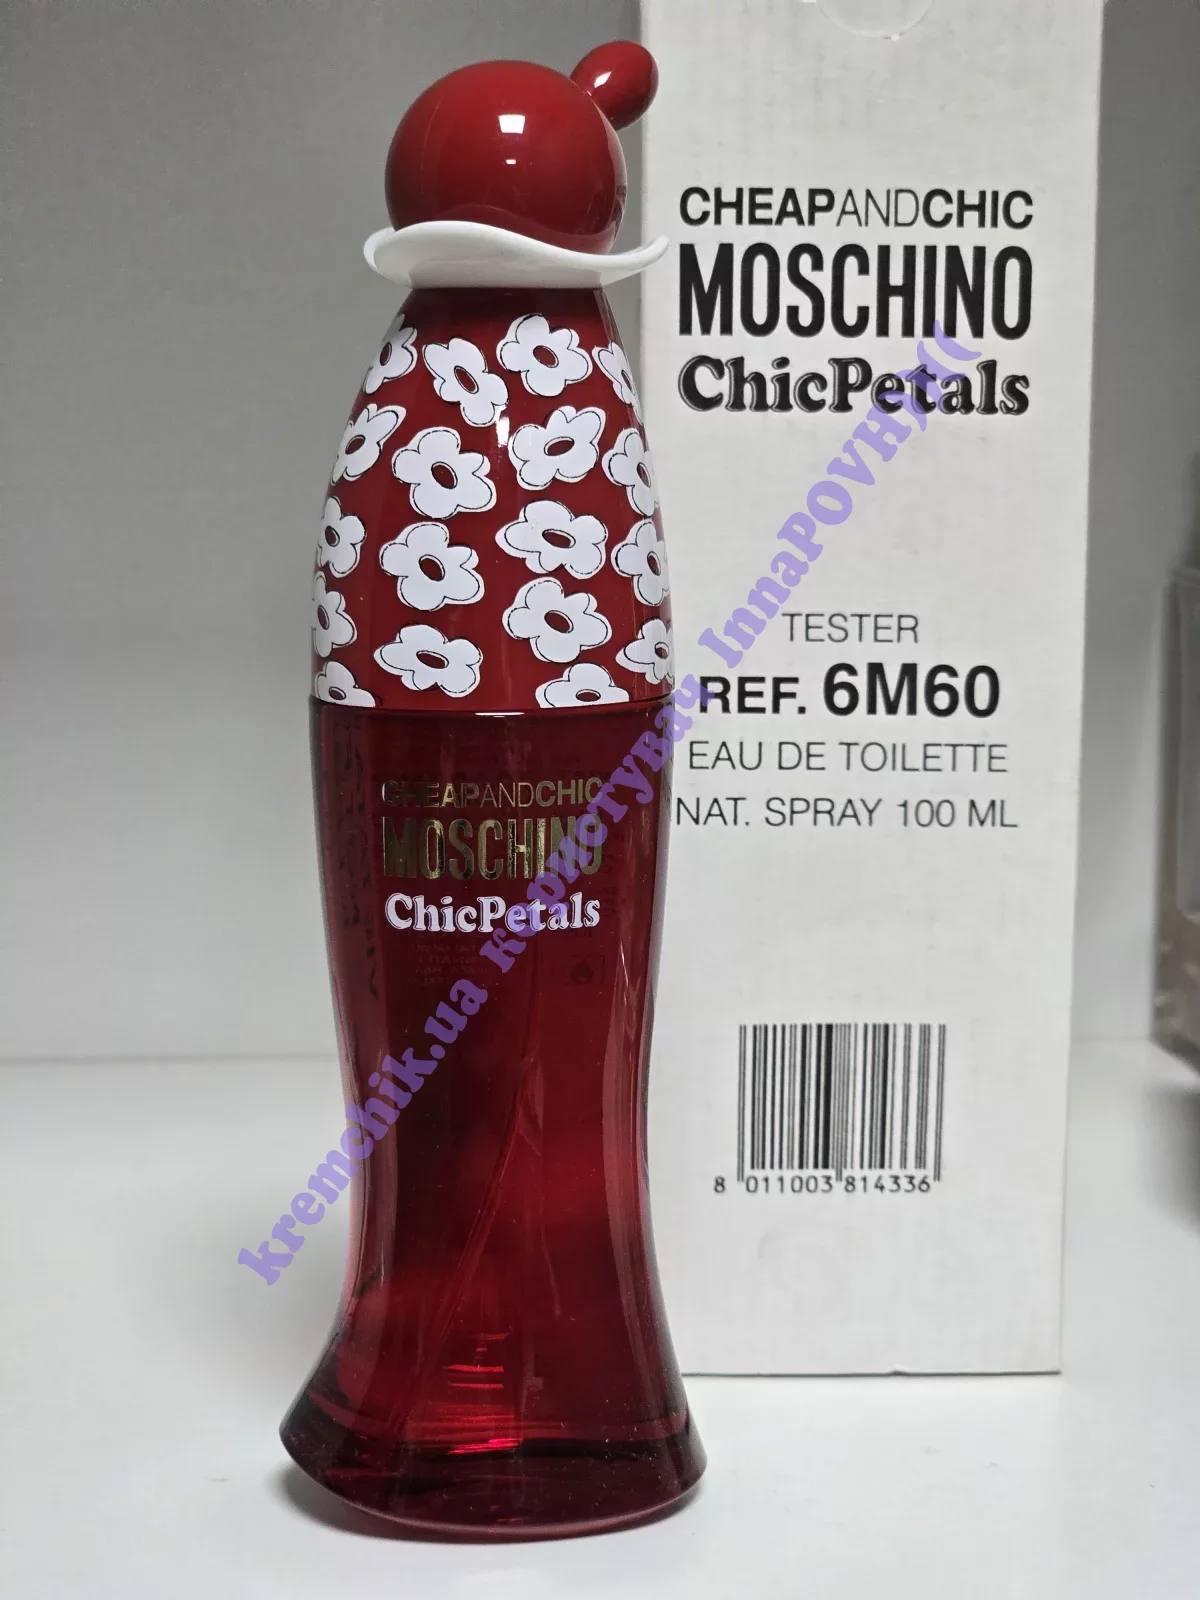 CHEAPANDCHIC
MOSCHINO
ChicPetals
TESTER
REF. 6M60
EAU DE TOILETTE
NAT. SPRAY 100 ML
8 011003 814336
CHEAPANDCHIC
MOSCHINO
ChicPetals
kremchik.ua користувач InnaPOVH)((